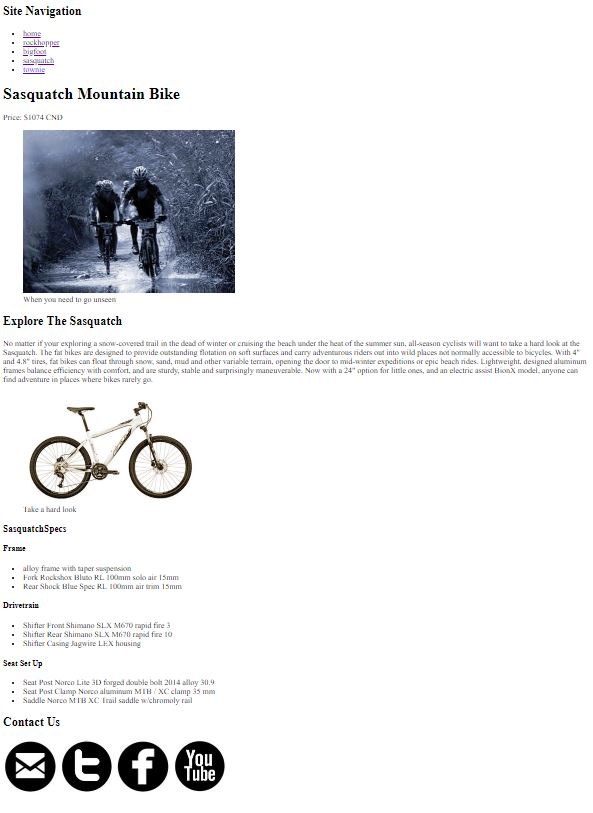 Site Navigation
home
rockhopper
bigfoot
sasquatch
townie
Sasquatch Mountain Bike
Price: $1074 CND
When you need to go unseen
Explore The Sasquatch
No matter if your exploring a snow-covered trail in the dead of winter or cruising the beach under the heat of the summer sun, all-season cyclists will want to take a hard look at the
Sasquatch. The fat bikes are designed to provide outstanding flotation on soft surfaces and carry adventurous riders out into wild places not normally accessible to bicycles. With 4"
and 4.8" tires, fat bikes can float through snow, sand, mud and other variable terrain, opening the door to mid-winter expeditions or epic beach rides. Lightweight, designed aluminum
frames balance efficiency with comfort, and are sturdy, stable and surprisingly maneuverable. Now with a 24" option for little ones, and an electric assist BionX model, anyone can
find adventure in places where bikes rarely go.
Take a hard look
SasquatchSpecs
Frame
alloy frame with taper suspension
Fork Rockshox Bluto RL 100mm solo air 15mm
Rear Shock Blue Spec RL 100mm air trim 15mm
Drivetrain
Shifter Front Shimano SLX M670 rapid fire 3
Shifter Rear Shimano SLX M670 rapid fire 10
Shifter Casing Jagwire LEX housing
Seat Set Up
Seat Post Norco Lite 3D forged double bolt 2014 alloy 30.9
Seat Post Clamp Norco aluminum MTB / XC clamp 35 mm
Saddle Norco MTB XC Trail saddle w/chromoly rail
Contact Us
You
Tube